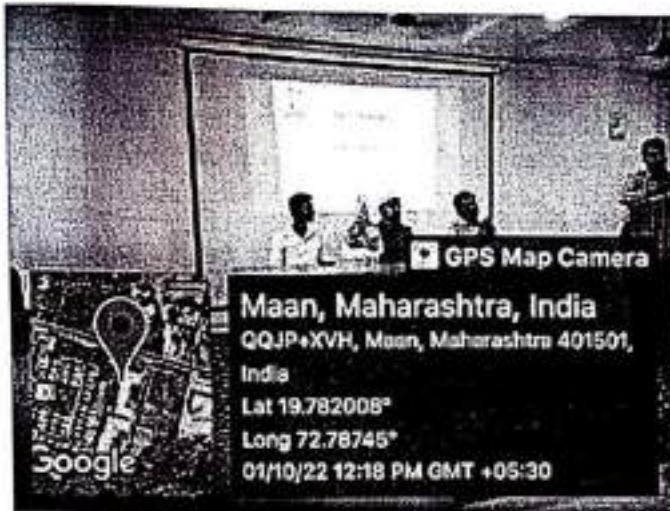 GPS Map Camera
Maan, Maharashtra, India
QQJP+XVH, Maan, Maharashtra 401501,
India
Lat 19.782008°
Long 72.78745°
01/10/22 12:18 PM GMT +05:30
Google